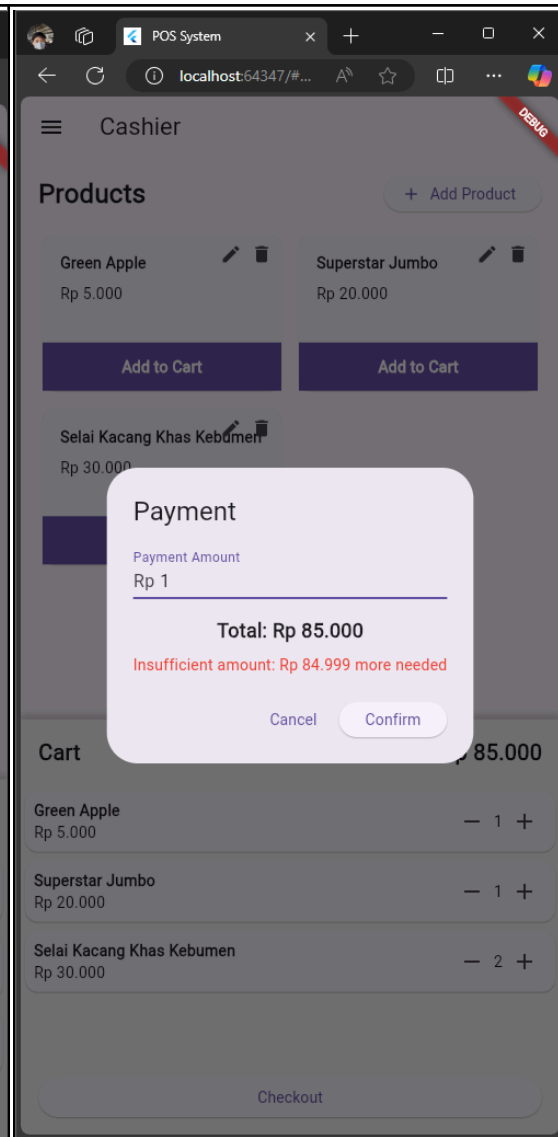 POS System
localhost:64347/#...
Cashier
DEBUG
Products
+ Add Product
Green Apple
Rp 5.000
Add to Cart
Superstar Jumbo
Rp 20.000
Add to Cart
Selai Kacang Khas Kebumen
Rp 30.000
Payment
Payment Amount
Rp 1
Total: Rp 85.000
Insufficient amount: Rp 84.999 more needed
Cancel
Confirm
Cart
85.000
Green Apple
Rp 5.000
1
Superstar Jumbo
Rp 20.000
1
Selai Kacang Khas Kebumen
Rp 30.000
2
Checkout